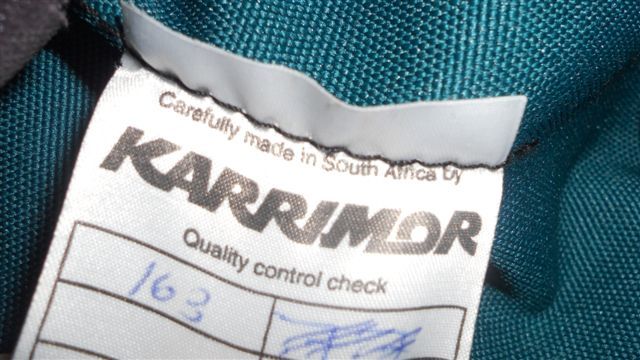 Carefully made in South Africa by
KARRIMOR
Quality control check
163